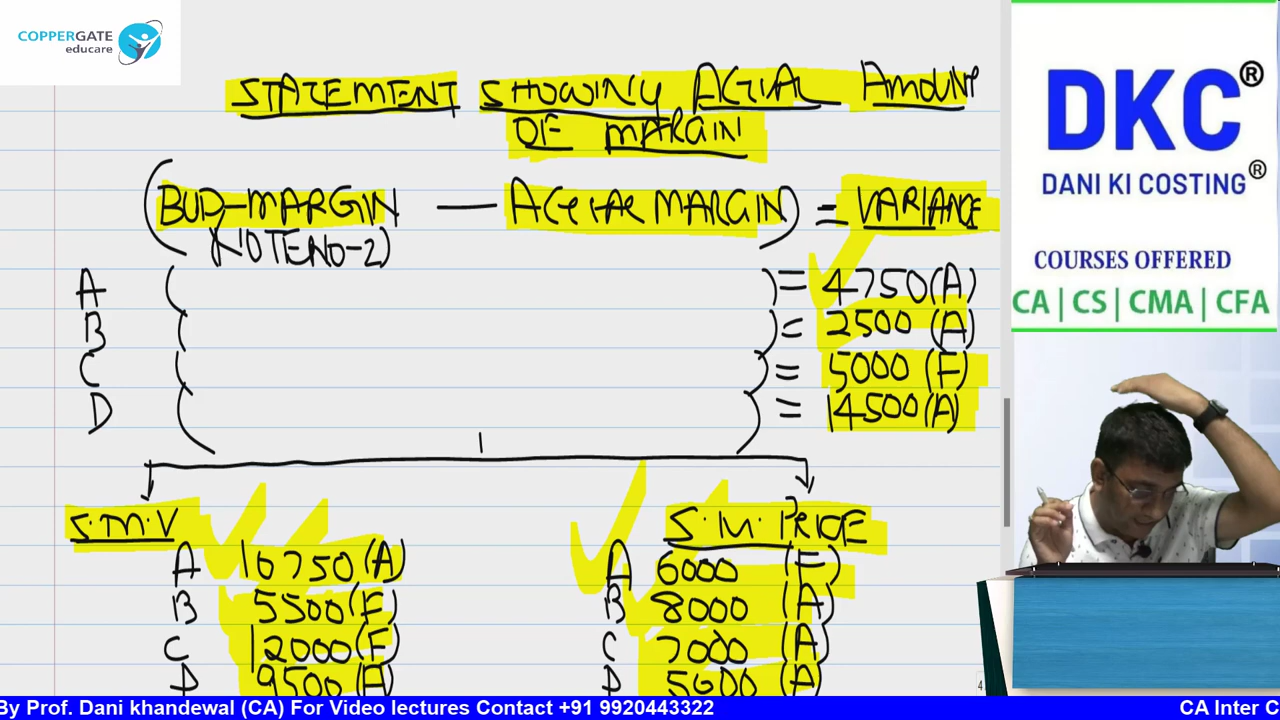 COPPERGATE
educare
STATEMENT SHOWING ACTUAL AMOUNT
OF MARGIN
(BUD-MARGIN — ACTUAL MARGIN) = VARIANCE
(NOTE NO-2)
A ( ) = 4750 (A)
B ( ) = 2500 (A)
C ( ) = 5000 (F)
D ( ) = 14500 (A)
S.M.V
S.M. PRICE
A 10750 (A)
A 6000 (F)
B 5500 (F)
B 8000 (A)
C 12000 (F)
C 7000 (A)
D 9500 (A)
D 5000 (A)
4
DKC®
DANI KI COSTING®
COURSES OFFERED
CA | CS | CMA | CFA
By Prof. Dani khandewal (CA) For Video lectures Contact +91 9920443322
CA Inter C